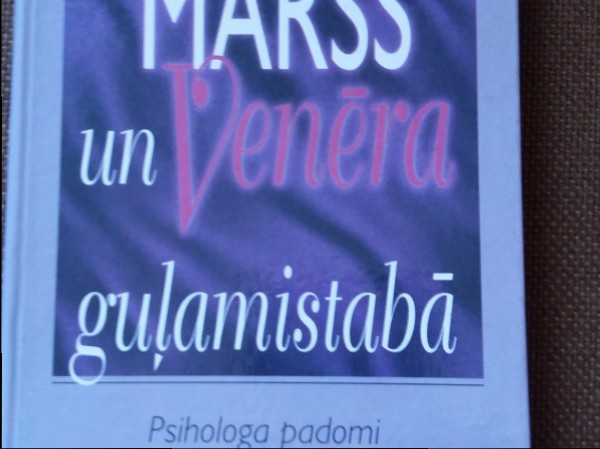 MARSS
un Venēra
guļamistabā
Psihologa padomi